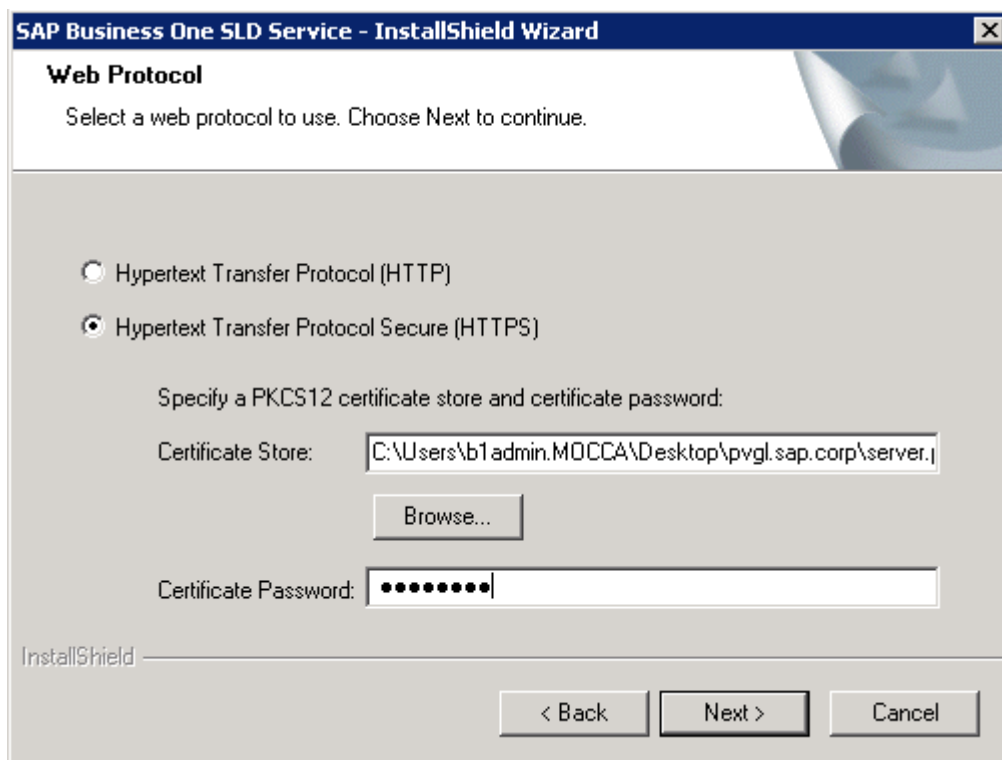 SAP Business One SLD Service - InstallShield Wizard
Web Protocol
Select a web protocol to use. Choose Next to continue.
Hypertext Transfer Protocol (HTTP)
Hypertext Transfer Protocol Secure (HTTPS)
Specify a PKCS12 certificate store and certificate password:
Certificate Store: C:\Users\b1admin.MOCCA\Desktop\pvgl.sap.corp\server.p
Browse...
Certificate Password: ●●●●●●●●
InstallShield
< Back Next > Cancel